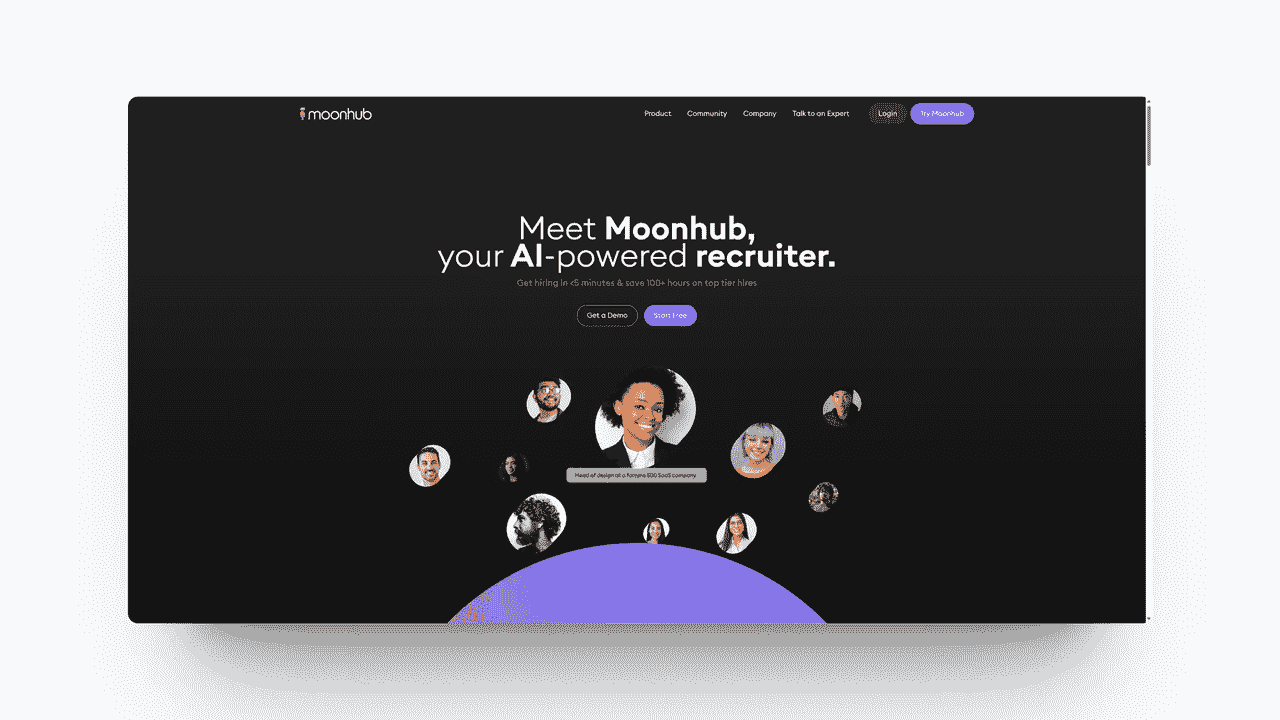 moonhub
Product Community Company Talk to an Expert Login Try Moonhub
Meet Moonhub,
your AI-powered recruiter.
Get hiring in <5 minutes & save 100+ hours on top tier hires
Get a Demo Start Free
Head of design at a B2B SaaS company